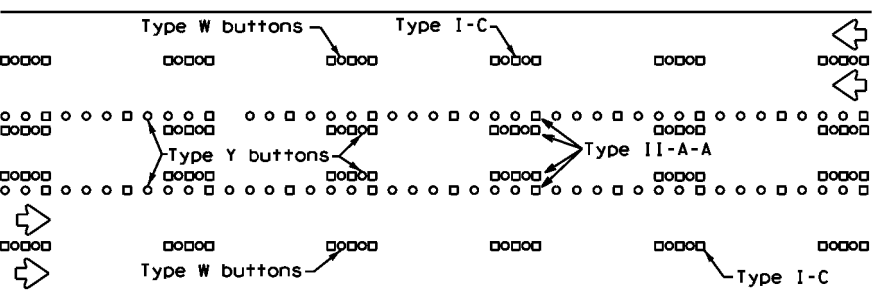 Type W buttons
Type I-C
Type Y buttons
Type II-A-A
Type W buttons
Type I-C